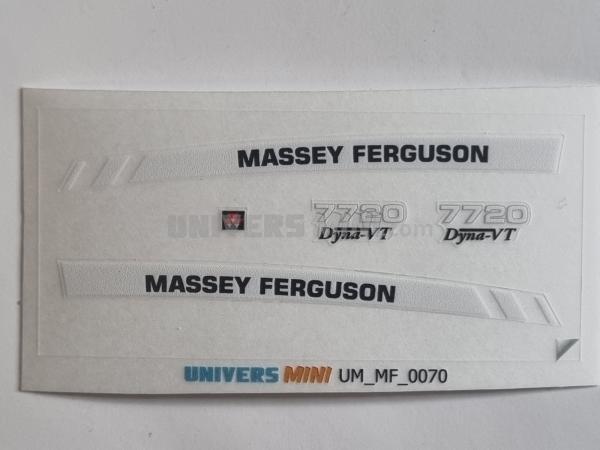 MASSEY FERGUSON
7720 7720
Dyna-VT Dyna-VT
MASSEY FERGUSON
UNIVERS MINI UM_MF_0070